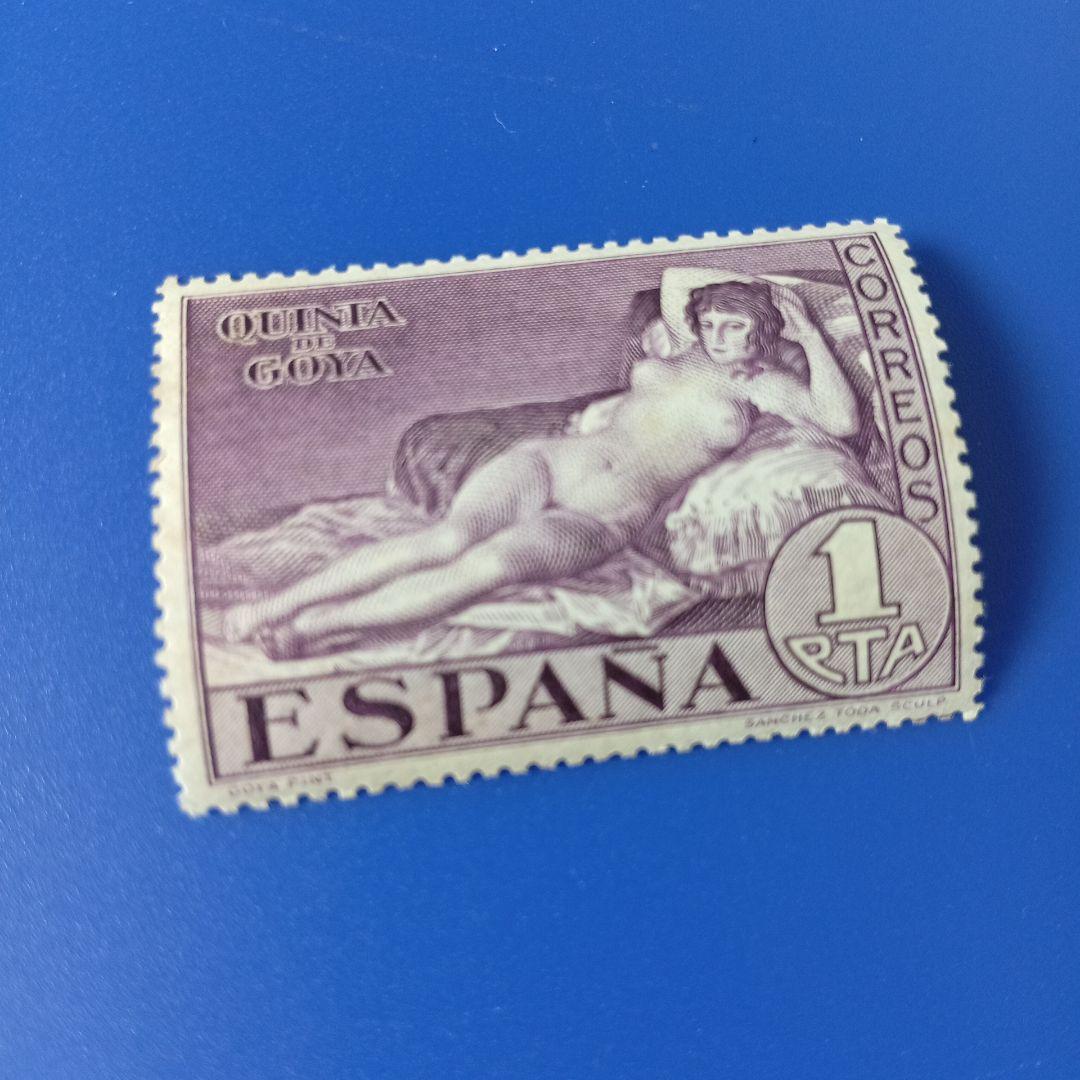 QUINTA
DE
GOYA
CORREOS
1
PTA
ESPAÑA
GOYA PINT
SANCHEZ TODA SCULP.